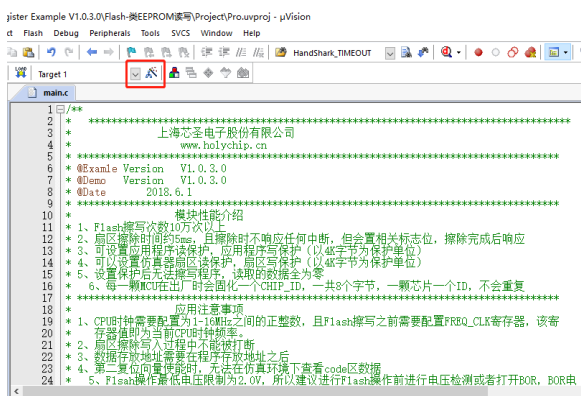 gister Example V1.0.3.0\Flash-类EEPROM读写\Project\Pro.uvproj - µVision
ct Flash Debug Peripherals Tools SVCS Window Help
HandShark_TIMEOUT
LOAD Target 1
main.c
1 /**
2 * *****************************************************************************
3 * 上海芯圣电子股份有限公司
4 * www.holychip.cn
5 * *****************************************************************************
6 * @Examle Version V1.0.3.0
7 * @Demo Version V1.0.3.0
8 * @Date 2018.6.1
9 * *****************************************************************************
10 * 模块性能介绍
11 * 1、Flash擦写次数10万次以上
12 * 2、扇区擦除时间约5ms，且擦除时不响应任何中断，但会置相关标志位，擦除完成后响应
13 * 3、可设置应用程序读保护，应用程序写保护（以4K字节为保护单位）
14 * 4、可以设置仿真器扇区读保护，扇区写保护（以4K字节为保护单位）
15 * 5、设置保护后无法擦写程序，读取的数据全为零
16 * 6、每一颗MCU在出厂时会固化一个CHIP_ID，一共8个字节，一颗芯片一个ID，不会重复
17 * *****************************************************************************
18 * 应用注意事项
19 * 1、CPU时钟需要配置为1-16MHz之间的正整数，且Flash擦写之前需要配置FREQ_CLK寄存器，该寄
20 * 存器值即为当前CPU时钟频率。
21 * 2、扇区擦除写入过程中不能被打断
22 * 3、数据存放地址需要在程序存放地址之后
23 * 4、第二复位向量使能时，无法在仿真环境下查看code区数据
24 * 5、Flsah操作最低电压限制为2.0V，所以建议进行Flash操作前进行电压检测或者打开BOR，BOR电